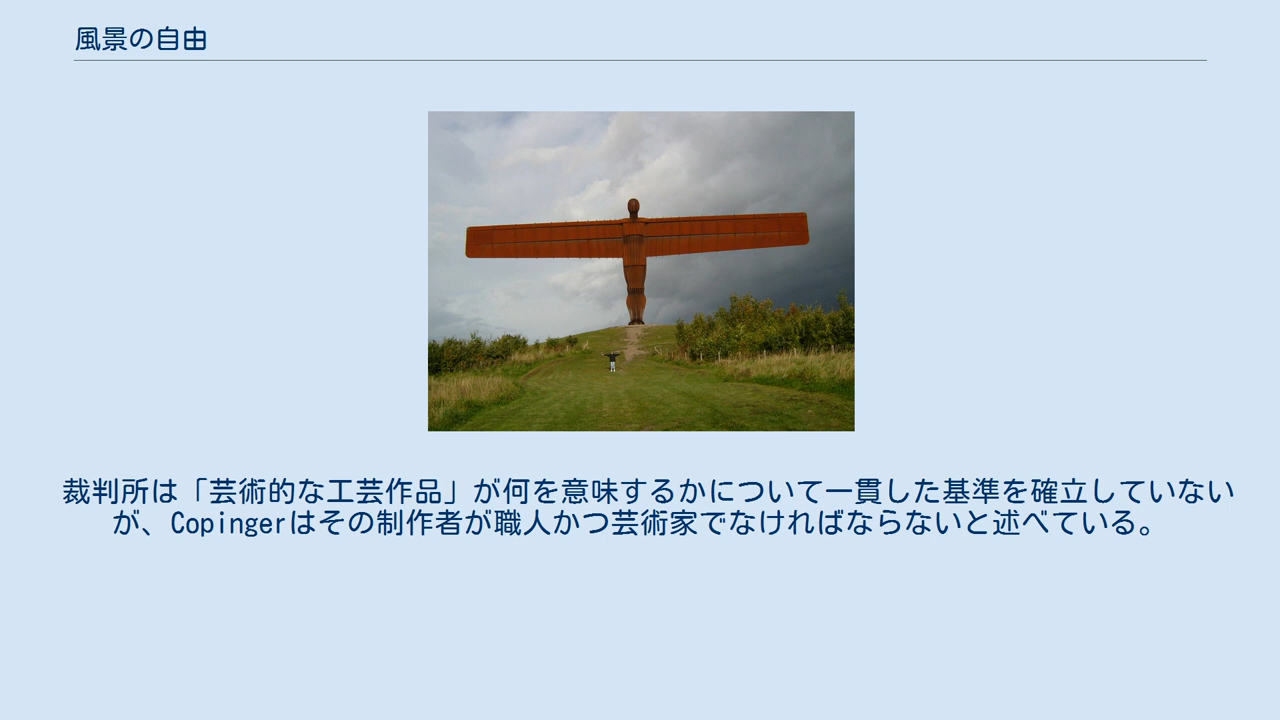 風景の自由
裁判所は「芸術的な工芸作品」が何を意味するかについて一貫した基準を確立していない
が、Copingerはその制作者が職人かつ芸術家でなければならないと述べている。